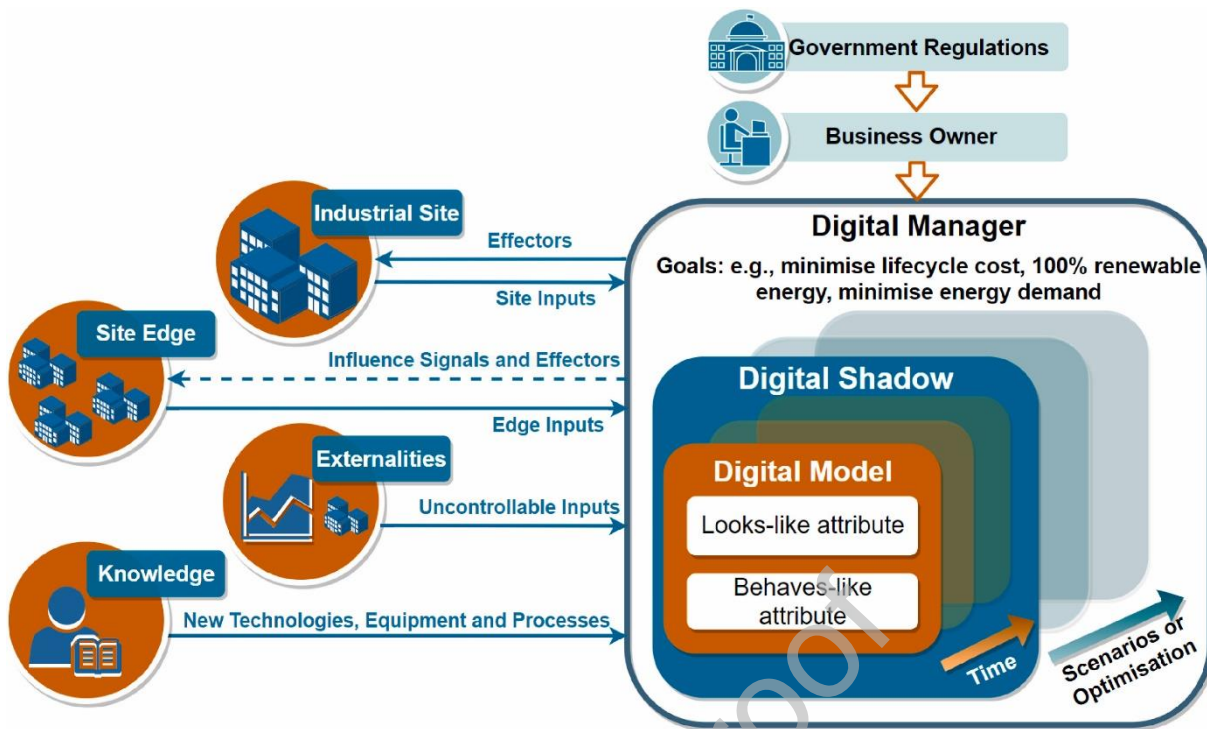 Government Regulations
Business Owner
Digital Manager
Goals: e.g., minimise lifecycle cost, 100% renewable
energy, minimise energy demand
Industrial Site
Effectors
Site Inputs
Site Edge
Influence Signals and Effectors
Edge Inputs
Externalities
Uncontrollable Inputs
Knowledge
New Technologies, Equipment and Processes
Digital Shadow
Digital Model
Looks-like attribute
Behaves-like
attribute
Time
Scenarios or
Optimisation